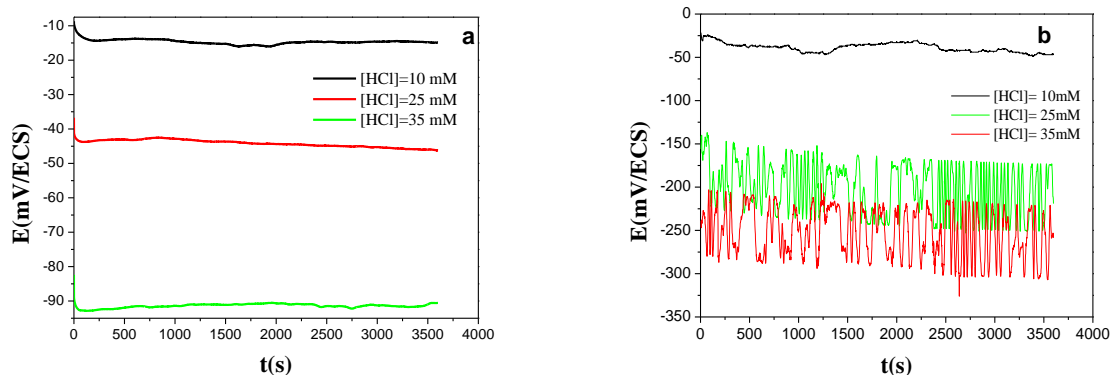 a
-10
-20
-30
-40
-50
-60
-70
-80
-90
E(mV/ECS)
[HCl]=10 mM
[HCl]=25 mM
[HCl]=35 mM
0 500 1000 1500 2000 2500 3000 3500 4000
t(s)
b
0
-50
-100
-150
-200
-250
-300
-350
E(mV/ECS)
[HCl]= 10mM
[HCl]= 25mM
[HCl]= 35mM
0 500 1000 1500 2000 2500 3000 3500 4000
t(s)